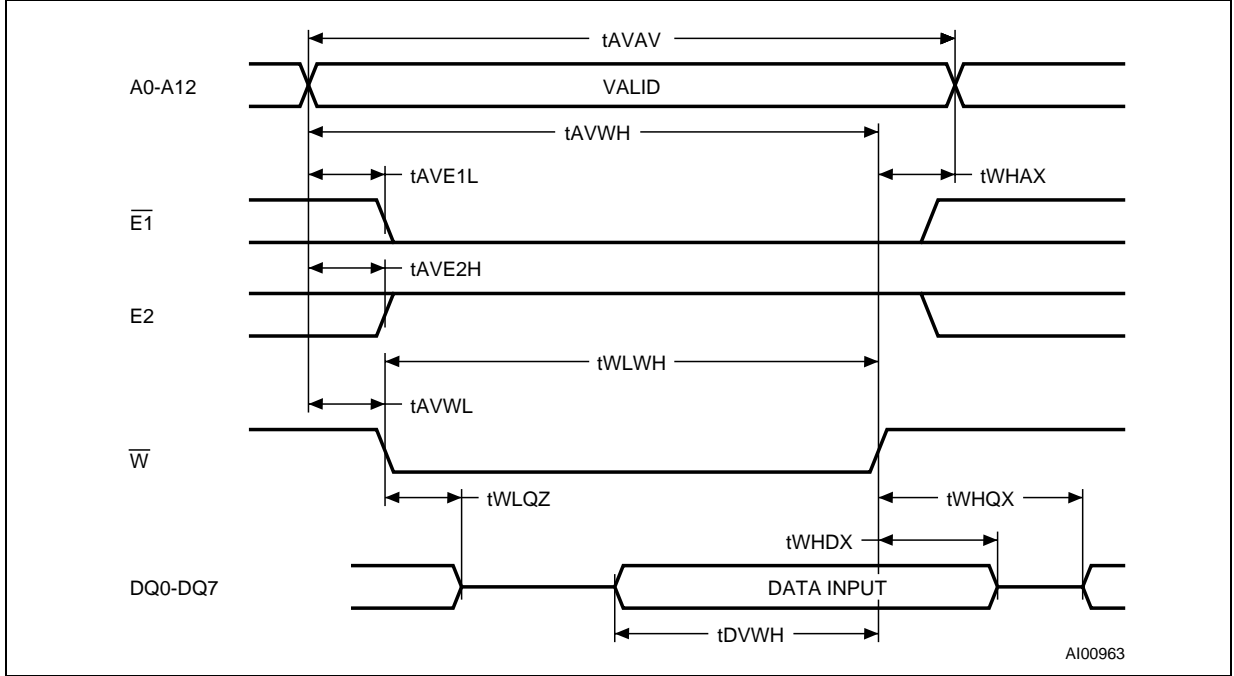 tAVAV
A0-A12
VALID
tAVWH
tAVE1L
tWHAX
E1
tAVE2H
E2
tWLWH
tAVWL
W
tWLQZ
tWHQX
tWHDX
DQ0-DQ7
DATA INPUT
tDVWH
AI00963